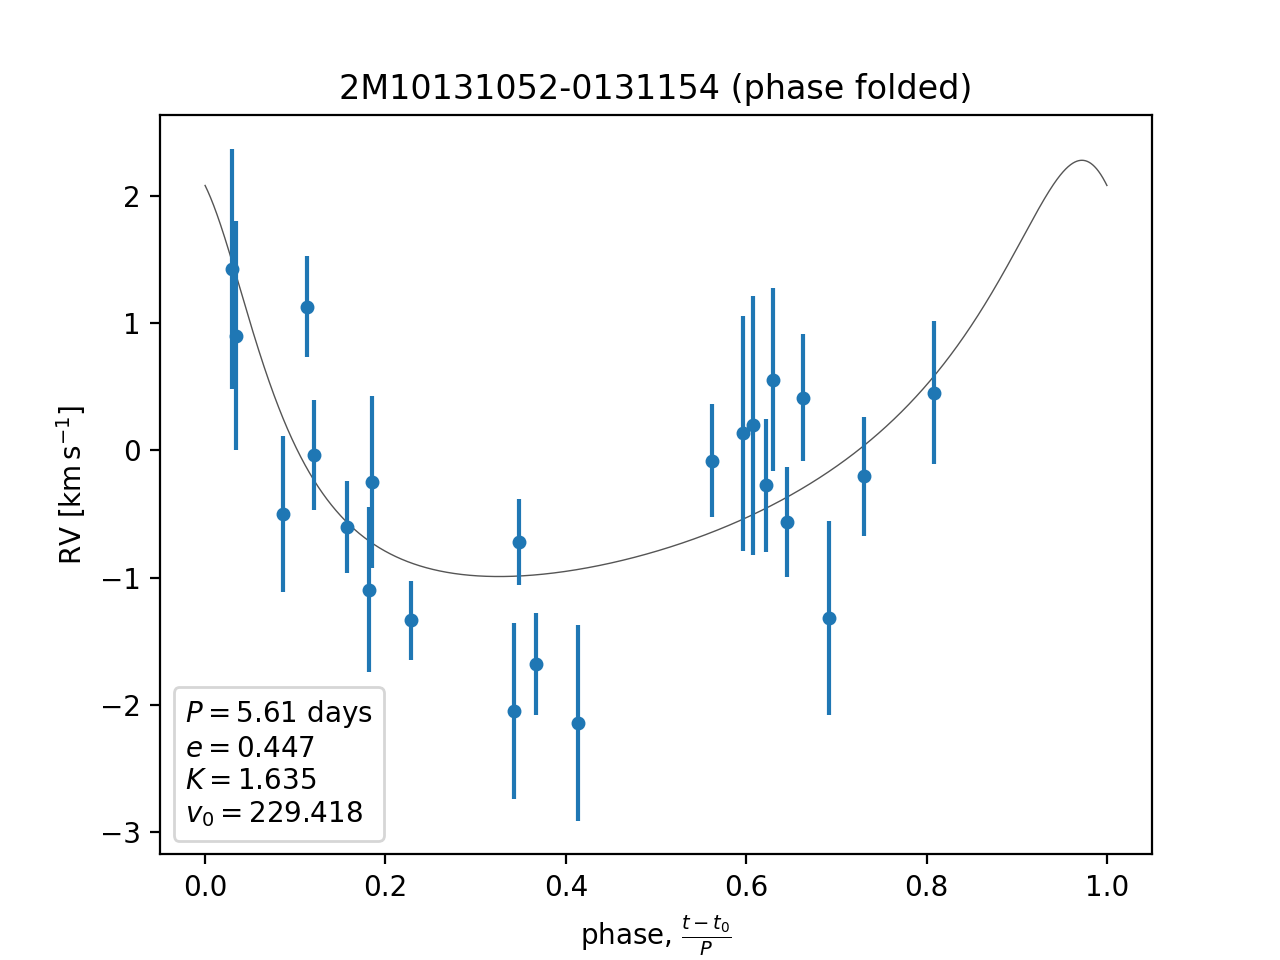 2M10131052-0131154 (phase folded)
RV [km s⁻¹]
2
1
0
−1
−2
−3
P = 5.61 days
e = 0.447
K = 1.635
v₀ = 229.418
0.0 0.2 0.4 0.6 0.8 1.0
phase, (t − t₀)/P